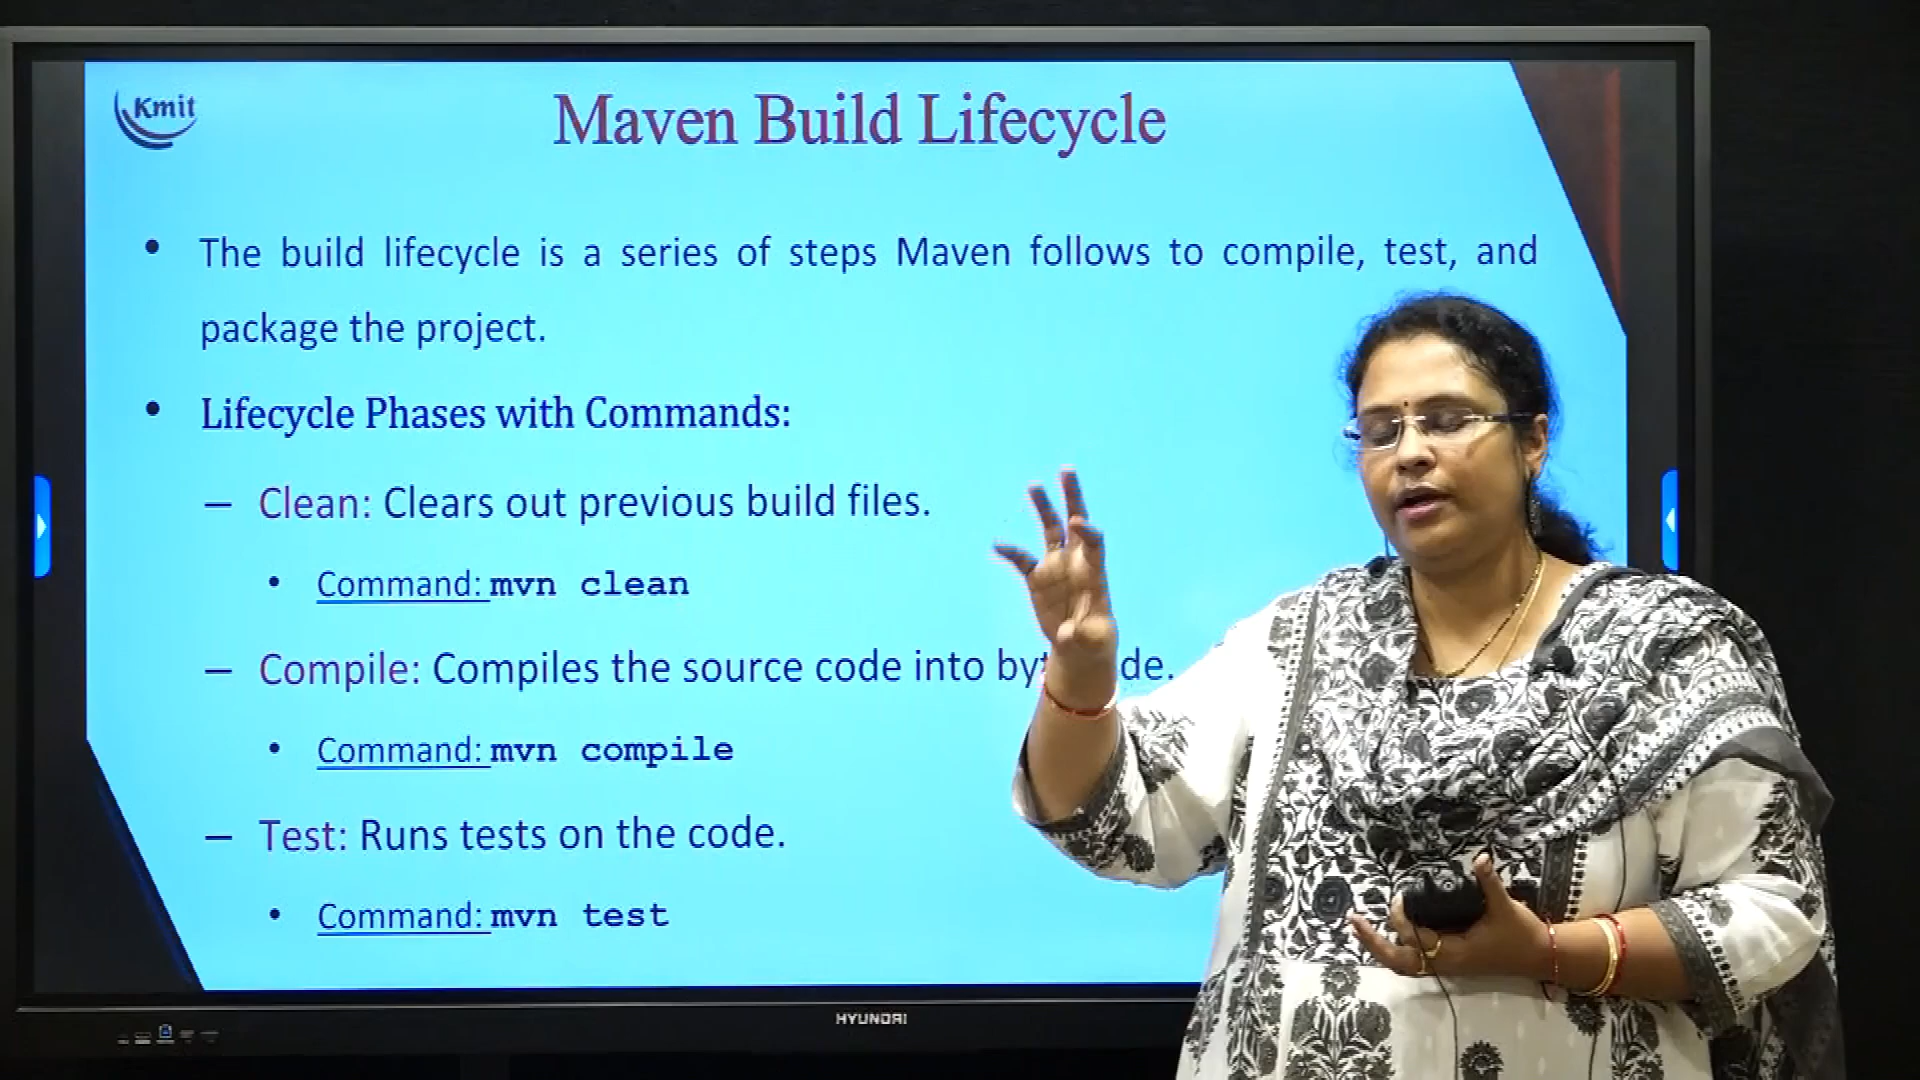 Kmit
Maven Build Lifecycle
• The build lifecycle is a series of steps Maven follows to compile, test, and
package the project.
• Lifecycle Phases with Commands:
– Clean: Clears out previous build files.
• Command: mvn clean
– Compile: Compiles the source code into by de.
• Command: mvn compile
– Test: Runs tests on the code.
• Command: mvn test
HYUNDAI